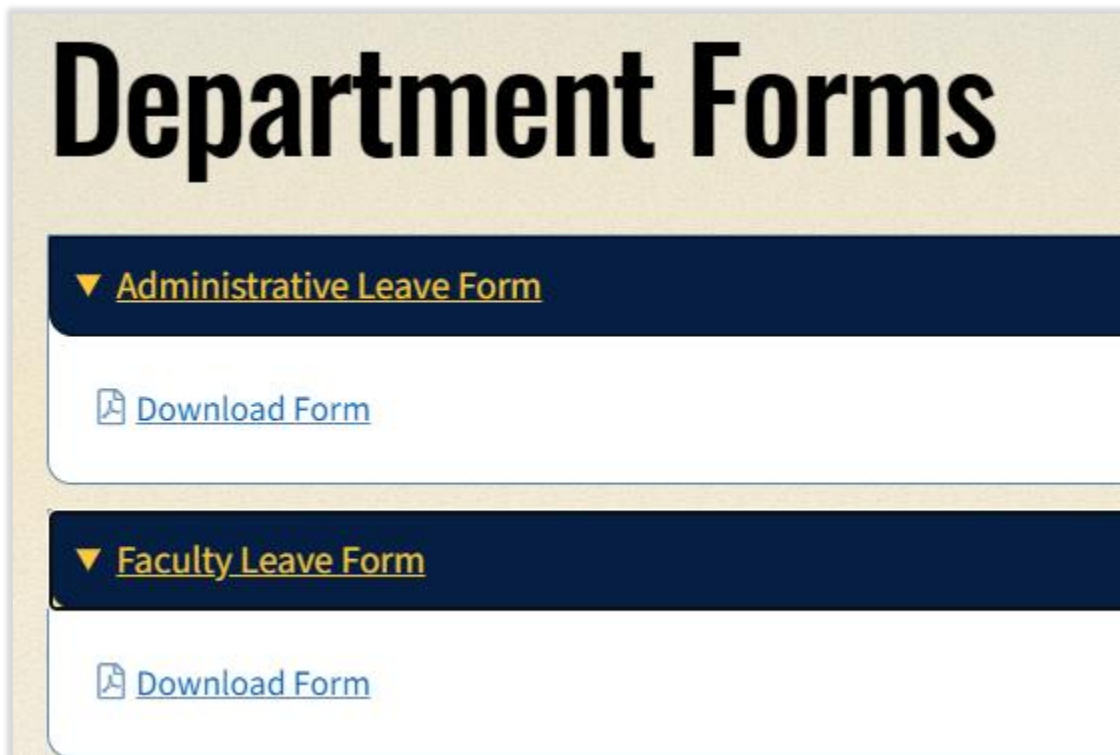 Department Forms
Administrative Leave Form
Download Form
Faculty Leave Form
Download Form